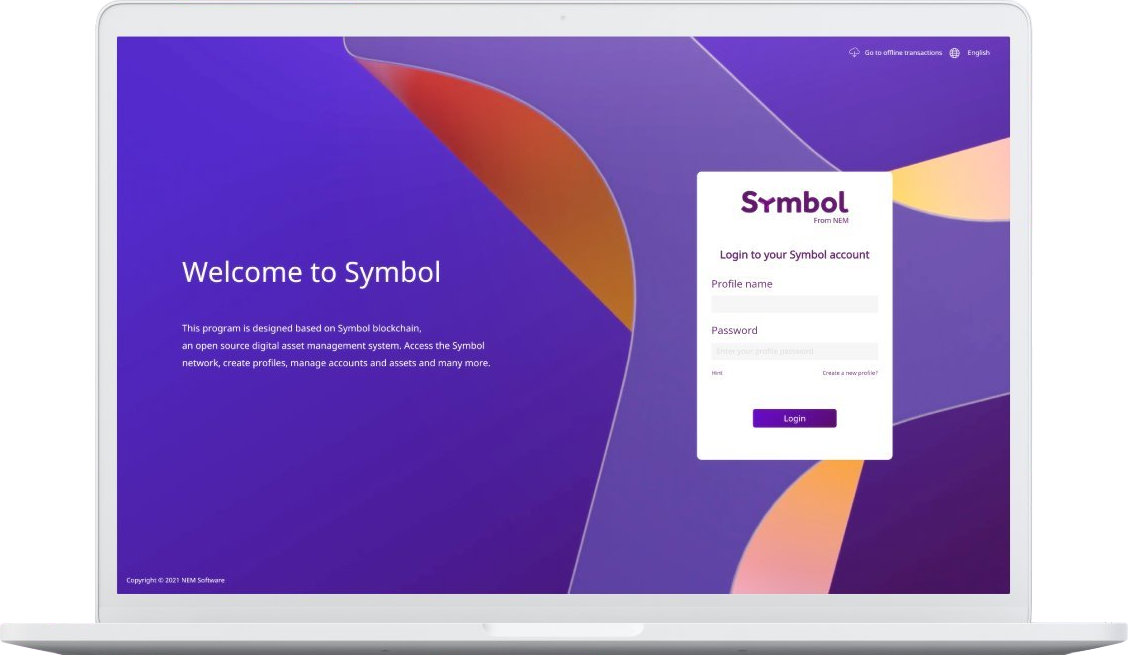 Go to offline transactions English
Symbol
From NEM
Login to your Symbol account
Welcome to Symbol
Profile name
This program is designed based on Symbol blockchain,
an open source digital asset management system. Access the Symbol
network, create profiles, manage accounts and assets and many more.
Password
Enter your profile password
Hint Create a new profile?
Login
Copyright © 2021 NEM Software